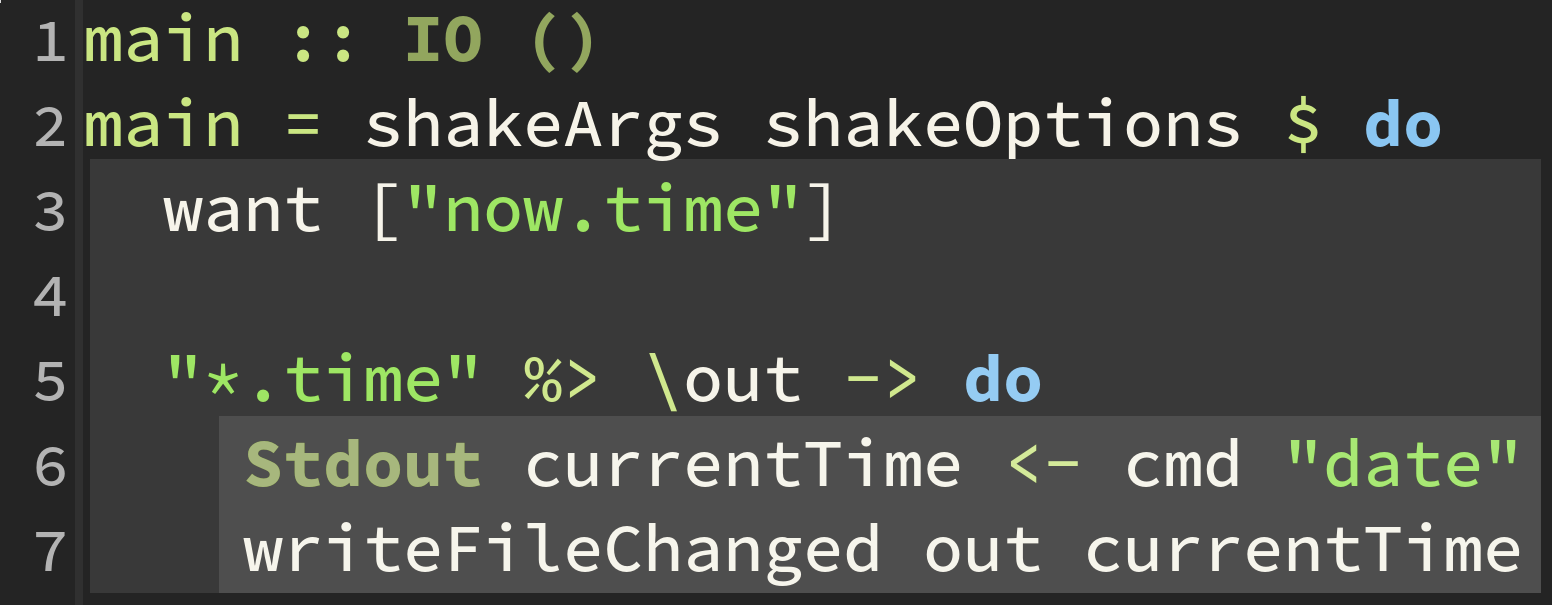 1 main :: IO ()
2 main = shakeArgs shakeOptions $ do
3   want ["now.time"]
4
5   "*.time" %> \out -> do
6     Stdout currentTime <- cmd "date"
7     writeFileChanged out currentTime